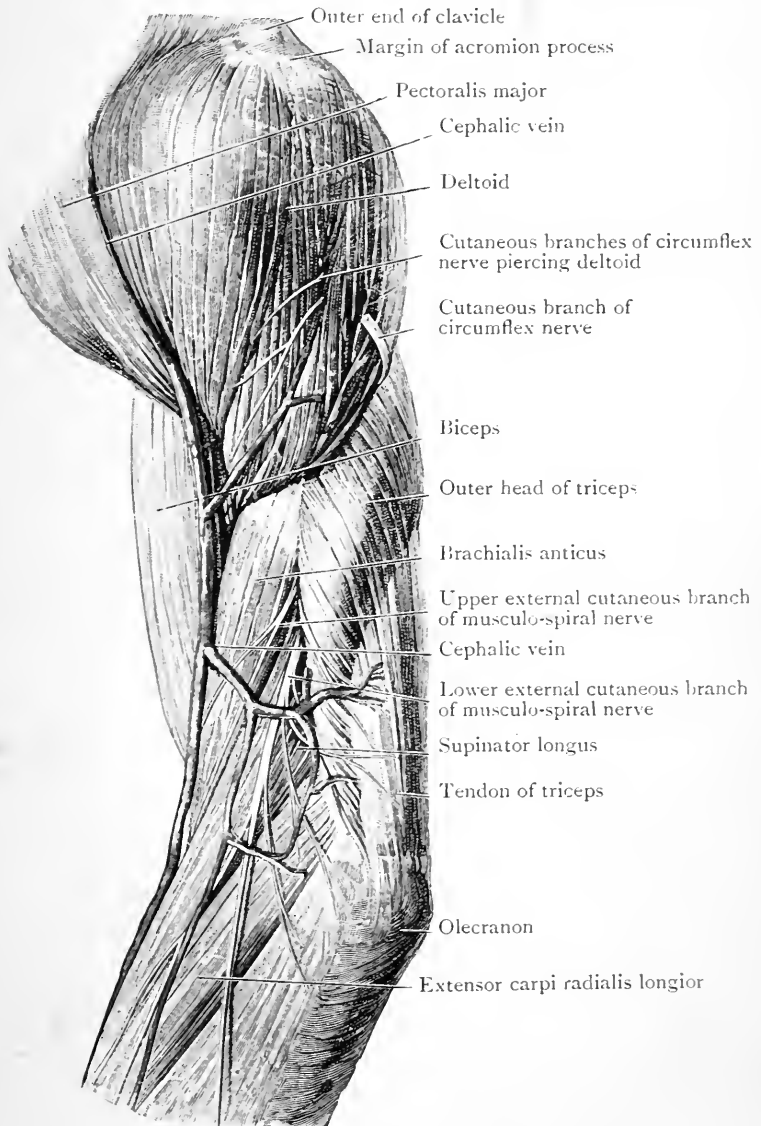 Outer end of clavicle
Margin of acromion process
Pectoralis major
Cephalic vein
Deltoid
Cutaneous branches of circumflex
nerve piercing deltoid
Cutaneous branch of
circumflex nerve
Biceps
Outer head of triceps
Brachialis anticus
Upper external cutaneous branch
of musculo-spiral nerve
Cephalic vein
Lower external cutaneous branch
of musculo-spiral nerve
Supinator longus
Tendon of triceps
Olecranon
Extensor carpi radialis longior